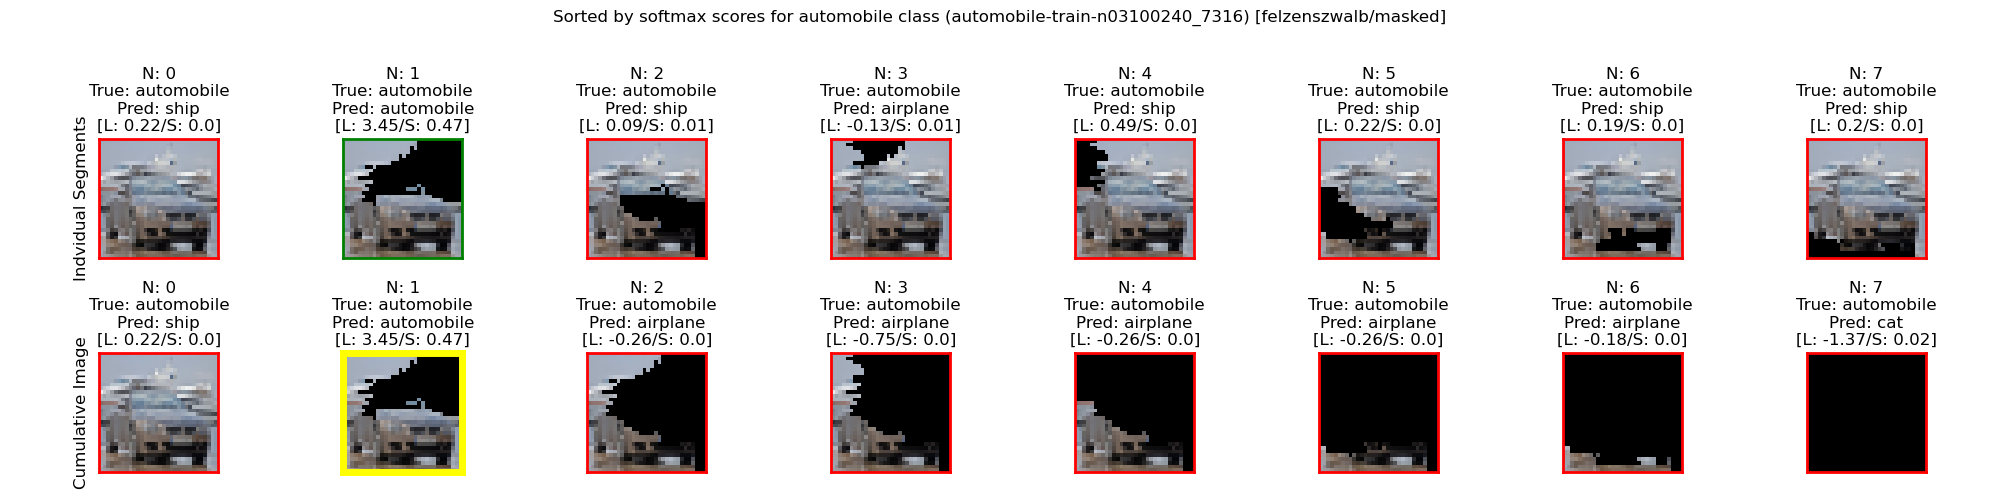 Sorted by softmax scores for automobile class (automobile-train-n03100240_7316) [felzenszwalb/masked]
Indvidual Segments
N: 0
True: automobile
Pred: ship
[L: 0.22/S: 0.0]
N: 1
True: automobile
Pred: automobile
[L: 3.45/S: 0.47]
N: 2
True: automobile
Pred: ship
[L: 0.09/S: 0.01]
N: 3
True: automobile
Pred: airplane
[L: -0.13/S: 0.01]
N: 4
True: automobile
Pred: ship
[L: 0.49/S: 0.0]
N: 5
True: automobile
Pred: ship
[L: 0.22/S: 0.0]
N: 6
True: automobile
Pred: ship
[L: 0.19/S: 0.0]
N: 7
True: automobile
Pred: ship
[L: 0.2/S: 0.0]
Cumulative Image
N: 0
True: automobile
Pred: ship
[L: 0.22/S: 0.0]
N: 1
True: automobile
Pred: automobile
[L: 3.45/S: 0.47]
N: 2
True: automobile
Pred: airplane
[L: -0.26/S: 0.0]
N: 3
True: automobile
Pred: airplane
[L: -0.75/S: 0.0]
N: 4
True: automobile
Pred: airplane
[L: -0.26/S: 0.0]
N: 5
True: automobile
Pred: airplane
[L: -0.26/S: 0.0]
N: 6
True: automobile
Pred: airplane
[L: -0.18/S: 0.0]
N: 7
True: automobile
Pred: cat
[L: -1.37/S: 0.02]